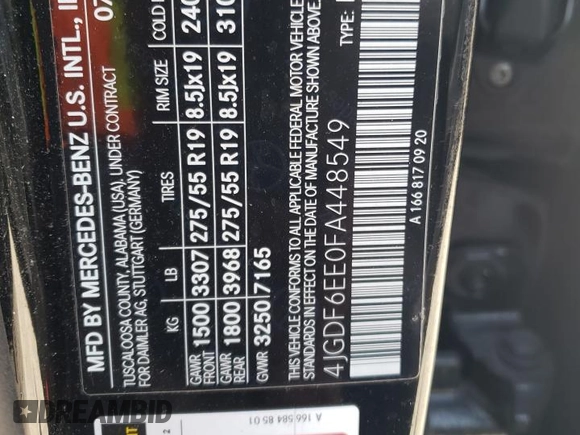 MFD BY MERCEDES-BENZ U.S. INTL.,
07
TUSCALOOSA COUNTY, ALABAMA (USA), UNDER CONTRACT
FOR DAIMLER AG, STUTTGART (GERMANY)
KG LB TIRES RIM SIZE COLD
GAWR FRONT 1500 3307 275/55 R19 8.5Jx19 240
GAWR REAR 1800 3968 275/55 R19 8.5Jx19 310
GVWR 3250 7165
THIS VEHICLE CONFORMS TO ALL APPLICABLE FEDERAL MOTOR VEHICLE
STANDARDS IN EFFECT ON THE DATE OF MANUFACTURE SHOWN ABOVE.
4JGDF6EE0FA448549 TYPE:
A 166 817 09 20
A 166 584 85 01